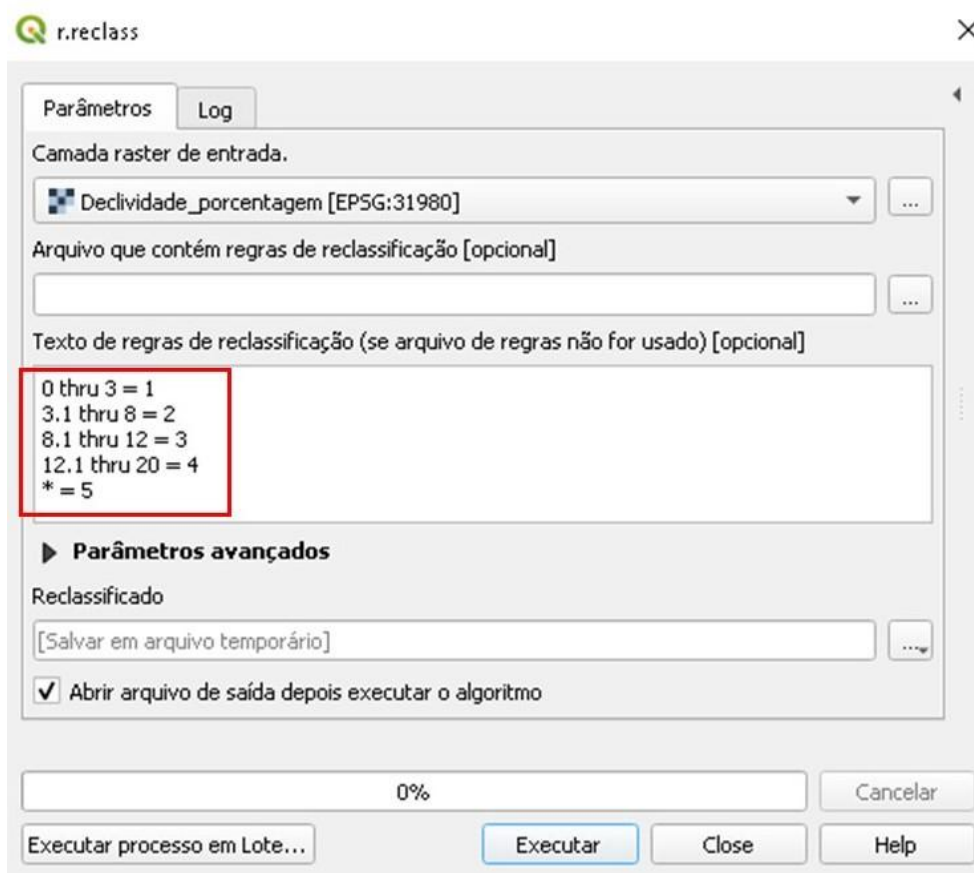 r.reclass
Parâmetros
Log
Camada raster de entrada.
Declividade_porcentagem [EPSG:31980]
...
Arquivo que contém regras de reclassificação [opcional]
...
Texto de regras de reclassificação (se arquivo de regras não for usado) [opcional]
0 thru 3 = 1
3.1 thru 8 = 2
8.1 thru 12 = 3
12.1 thru 20 = 4
* = 5
Parâmetros avançados
Reclassificado
[Salvar em arquivo temporário]
...
Abrir arquivo de saída depois executar o algoritmo
0%
Cancelar
Executar processo em Lote...
Executar
Close
Help